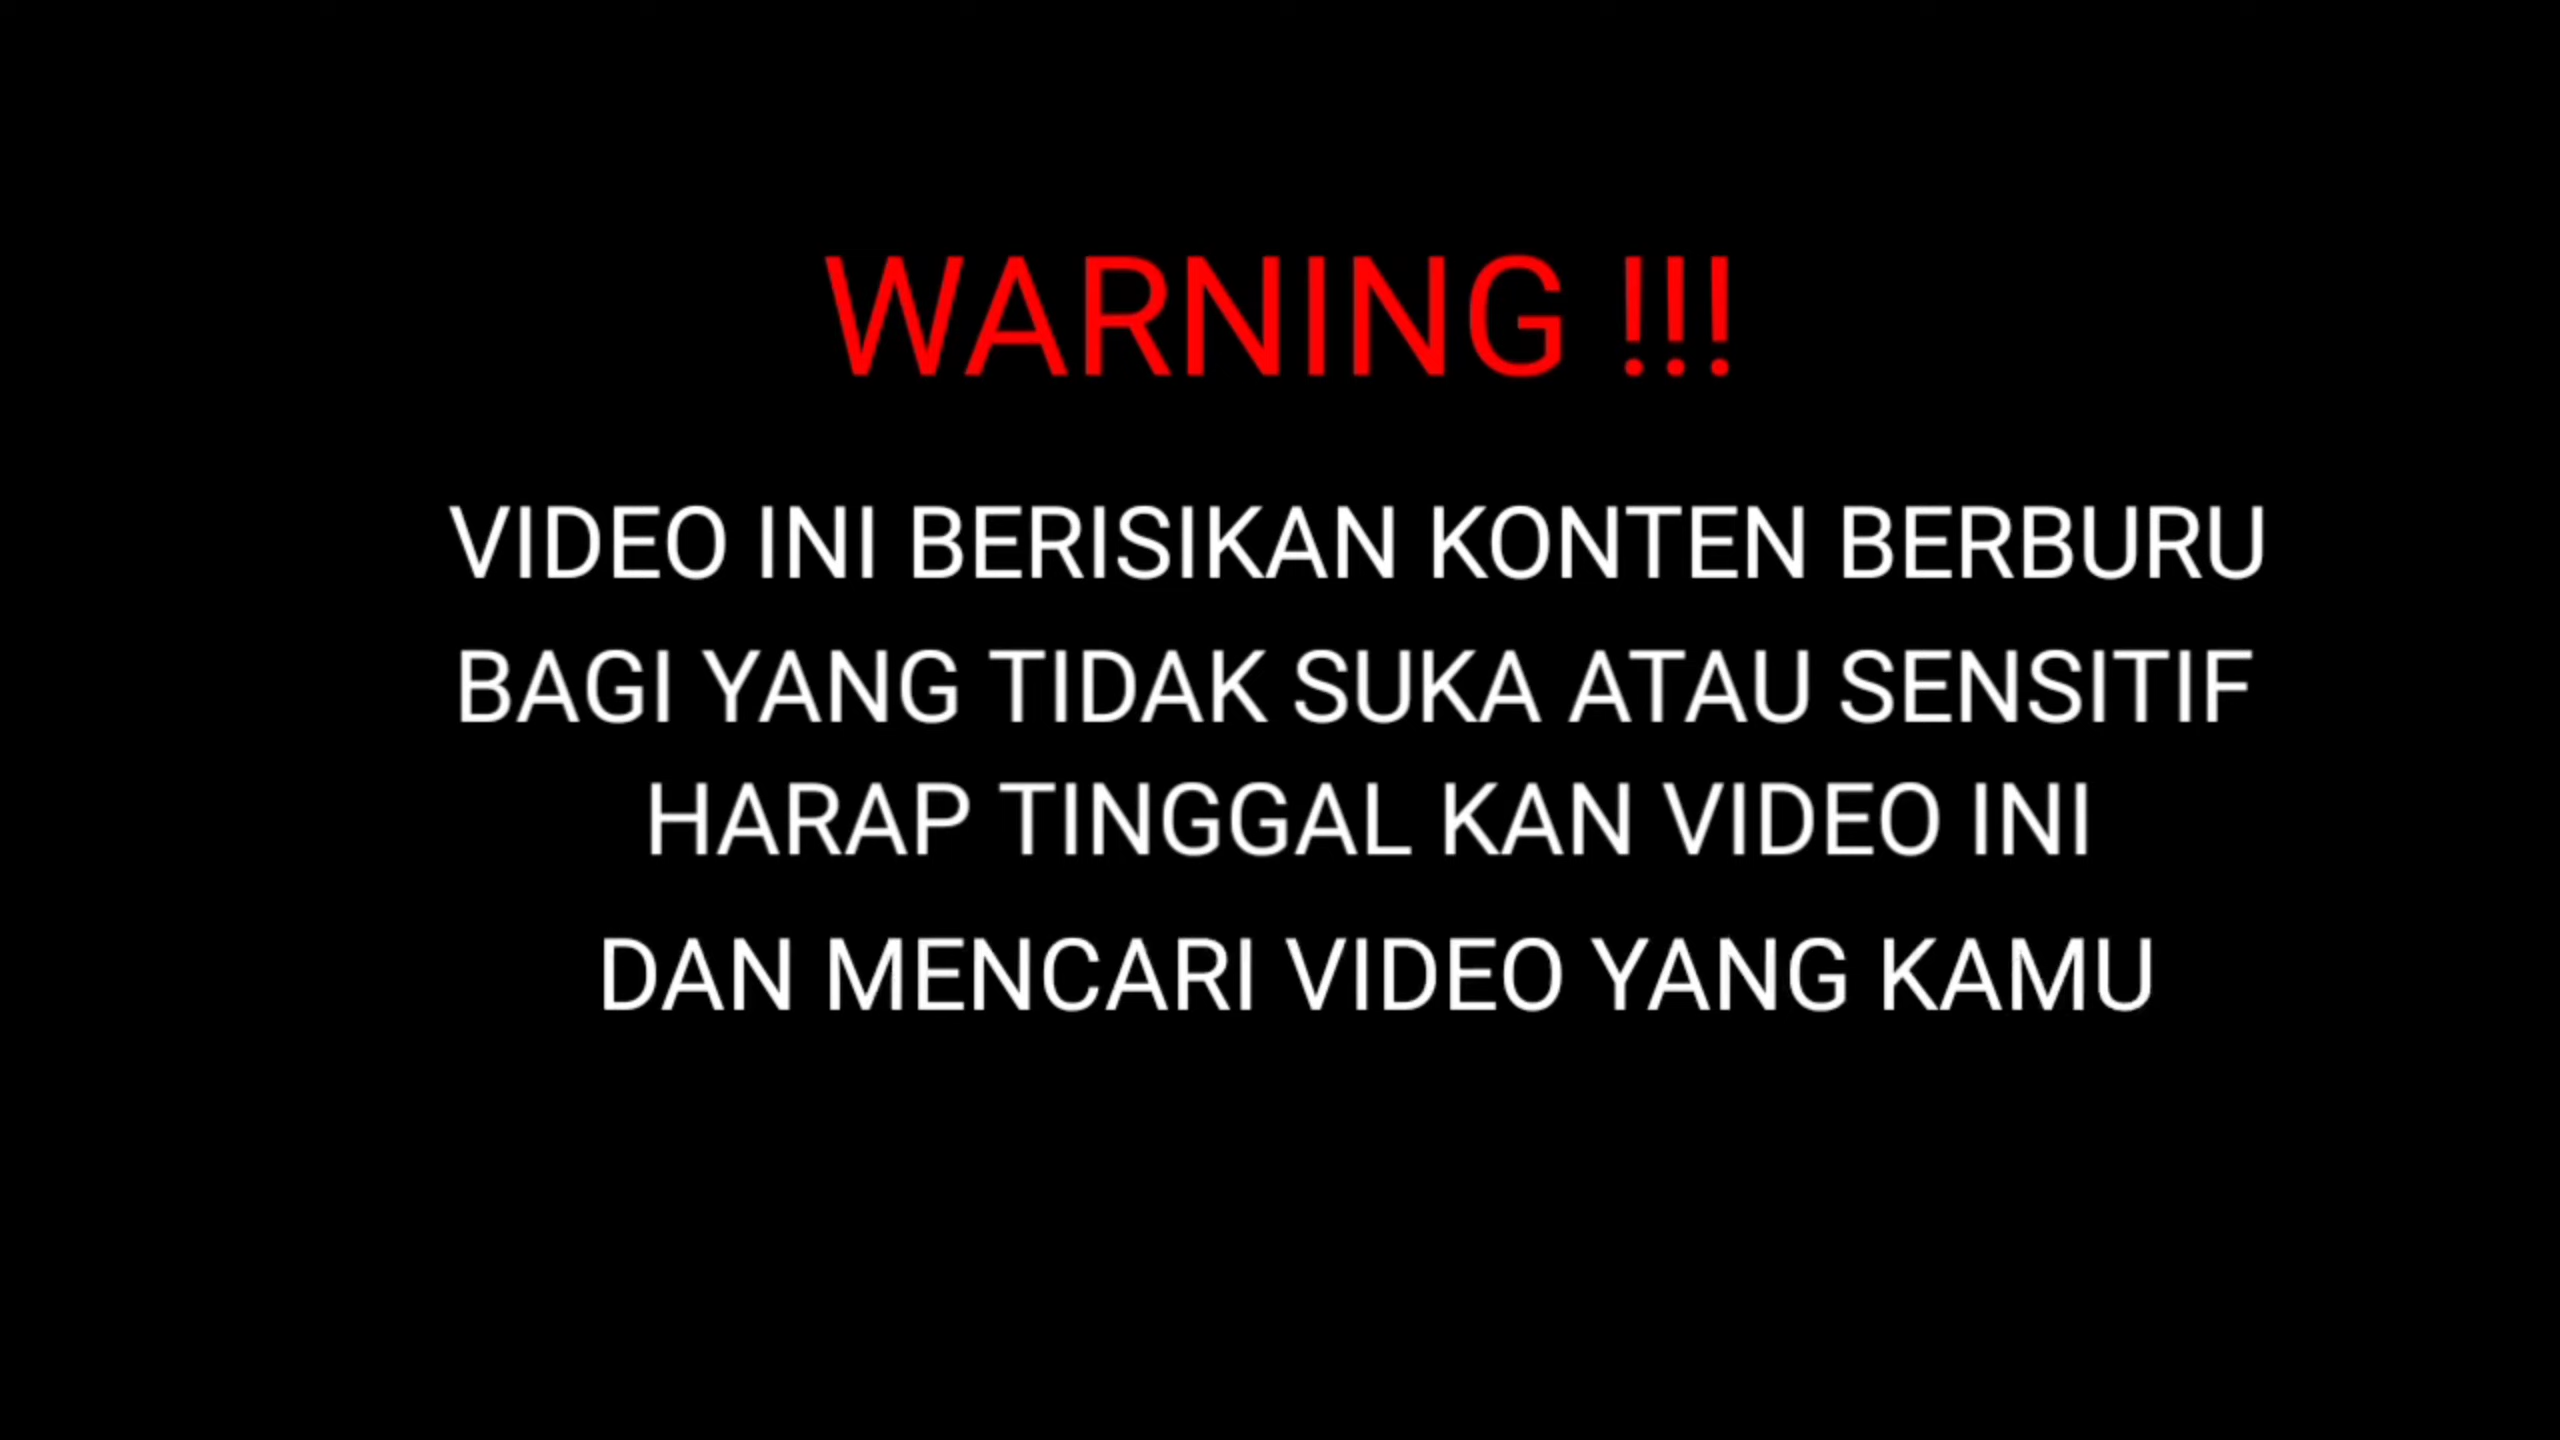 WARNING !!!
VIDEO INI BERISIKAN KONTEN BERBURU
BAGI YANG TIDAK SUKA ATAU SENSITIF
HARAP TINGGAL KAN VIDEO INI
DAN MENCARI VIDEO YANG KAMU